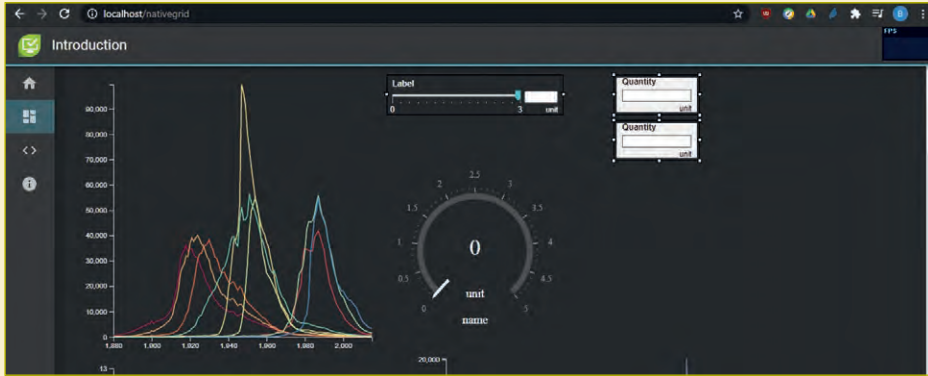 localhost/nativegrid
B
FPS
Introduction
90,000
80,000
70,000
60,000
50,000
40,000
30,000
20,000
10,000
0
1,880 1,900 1,920 1,940 1,960 1,980 2,000
Label
0 3 unit
Quantity
unit
Quantity
unit
0 0.5 1 1.5 2 2.5 3 3.5 4 4.5 5
0
unit
name
13
20,000